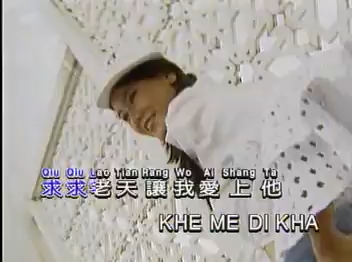 Qiu Qiu Lao Tian Rang Wo Ai Shang Ta
求求老天讓我愛上他
KHE ME DI KHA